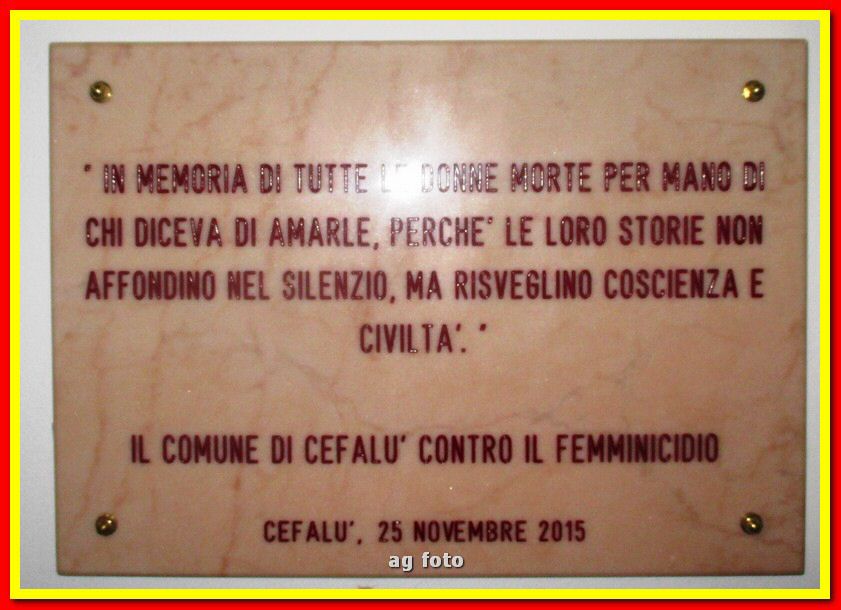 " IN MEMORIA DI TUTTE LE DONNE MORTE PER MANO DI
CHI DICEVA DI AMARLE, PERCHE' LE LORO STORIE NON
AFFONDINO NEL SILENZIO, MA RISVEGLINO COSCIENZA E
CIVILTA'. "
IL COMUNE DI CEFALU' CONTRO IL FEMMINICIDIO
CEFALU', 25 NOVEMBRE 2015
ag foto